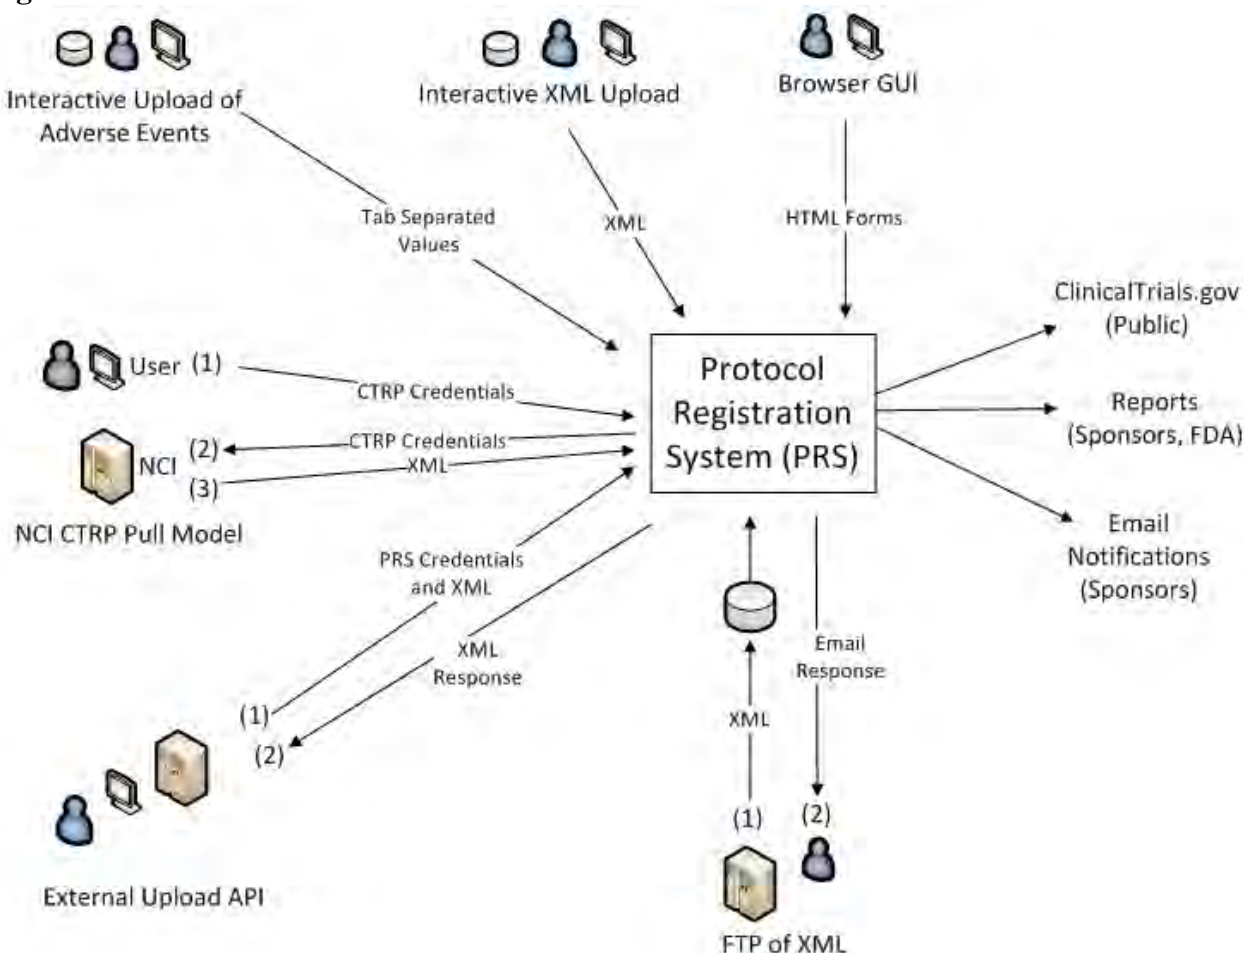 Interactive Upload of
Adverse Events
Interactive XML Upload
Browser GUI
Tab Separated
Values
XML
HTML Forms
ClinicalTrials.gov
(Public)
Reports
(Sponsors, FDA)
Email
Notifications
(Sponsors)
Protocol
Registration
System (PRS)
User (1)
CTRP Credentials
(2)
CTRP Credentials
NCI
XML
(3)
NCI CTRP Pull Model
PRS Credentials
and XML
XML
Response
(1)
(2)
External Upload API
Email
Response
XML
(1)
(2)
FTP of XML